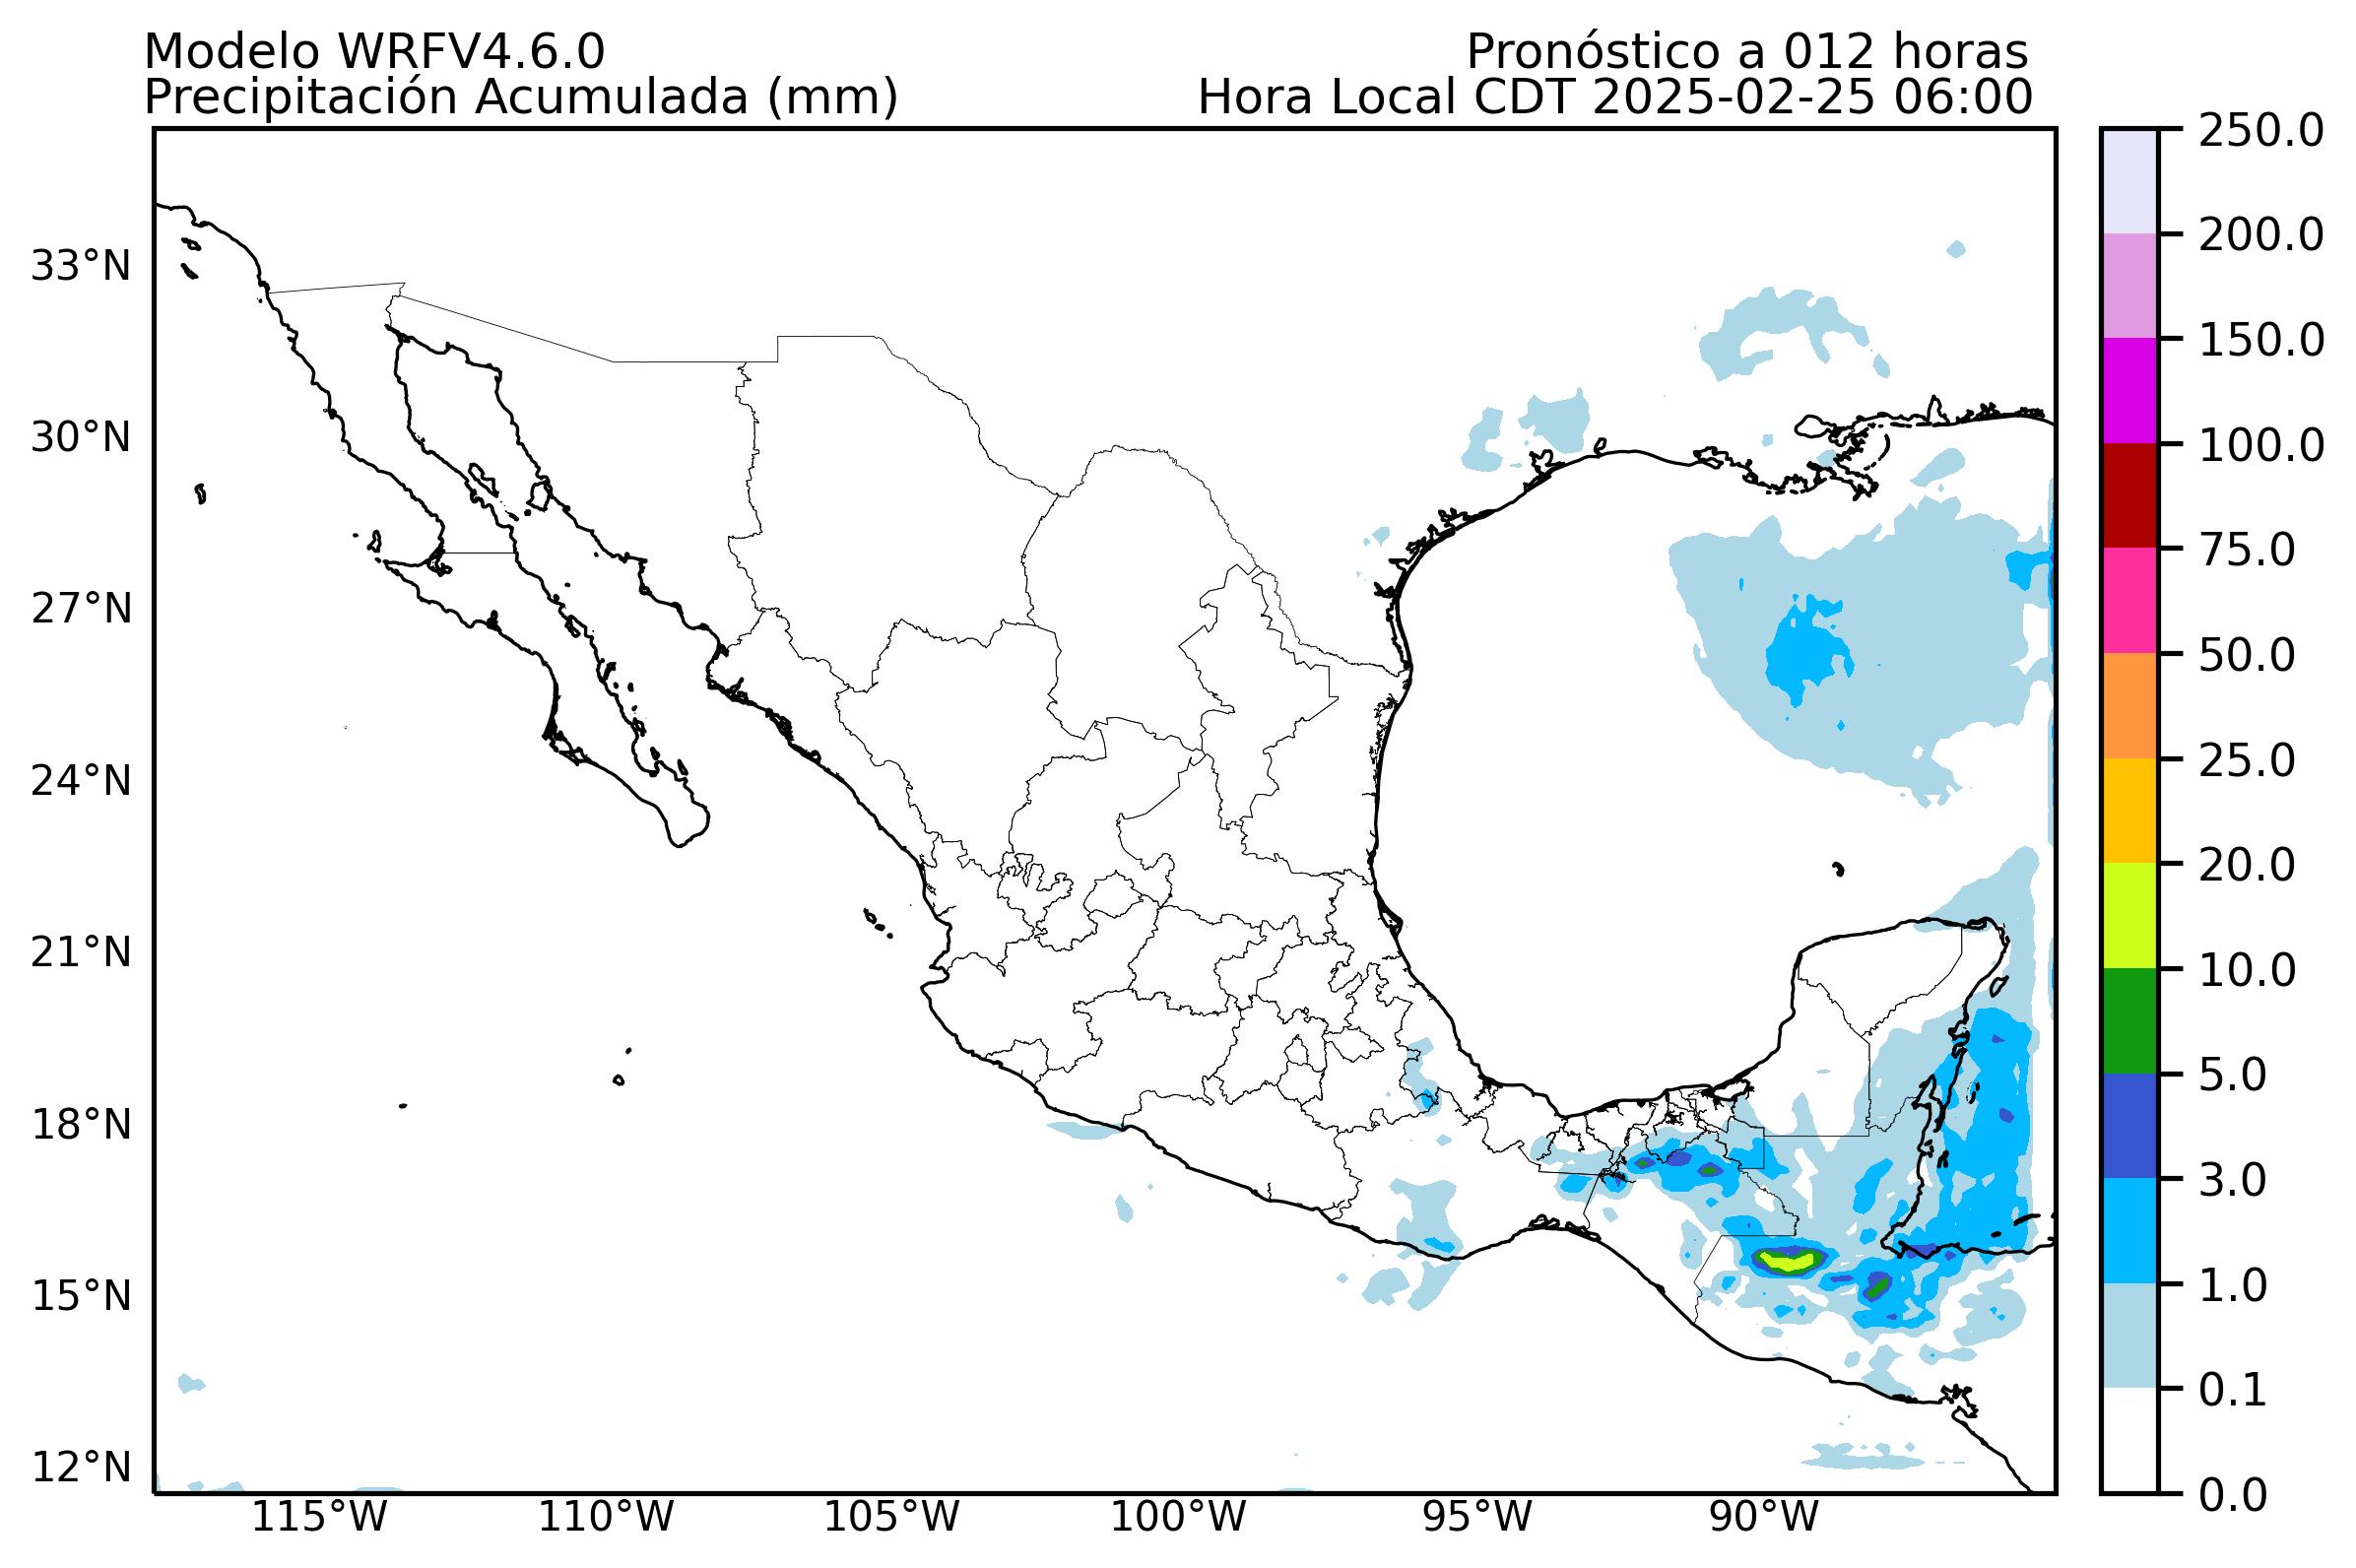 Modelo WRFV4.6.0
Pronóstico a 012 horas
Precipitación Acumulada (mm)
Hora Local CDT 2025-02-25 06:00
33°N
30°N
27°N
24°N
21°N
18°N
15°N
12°N
115°W
110°W
105°W
100°W
95°W
90°W
250.0
200.0
150.0
100.0
75.0
50.0
25.0
20.0
10.0
5.0
3.0
1.0
0.1
0.0